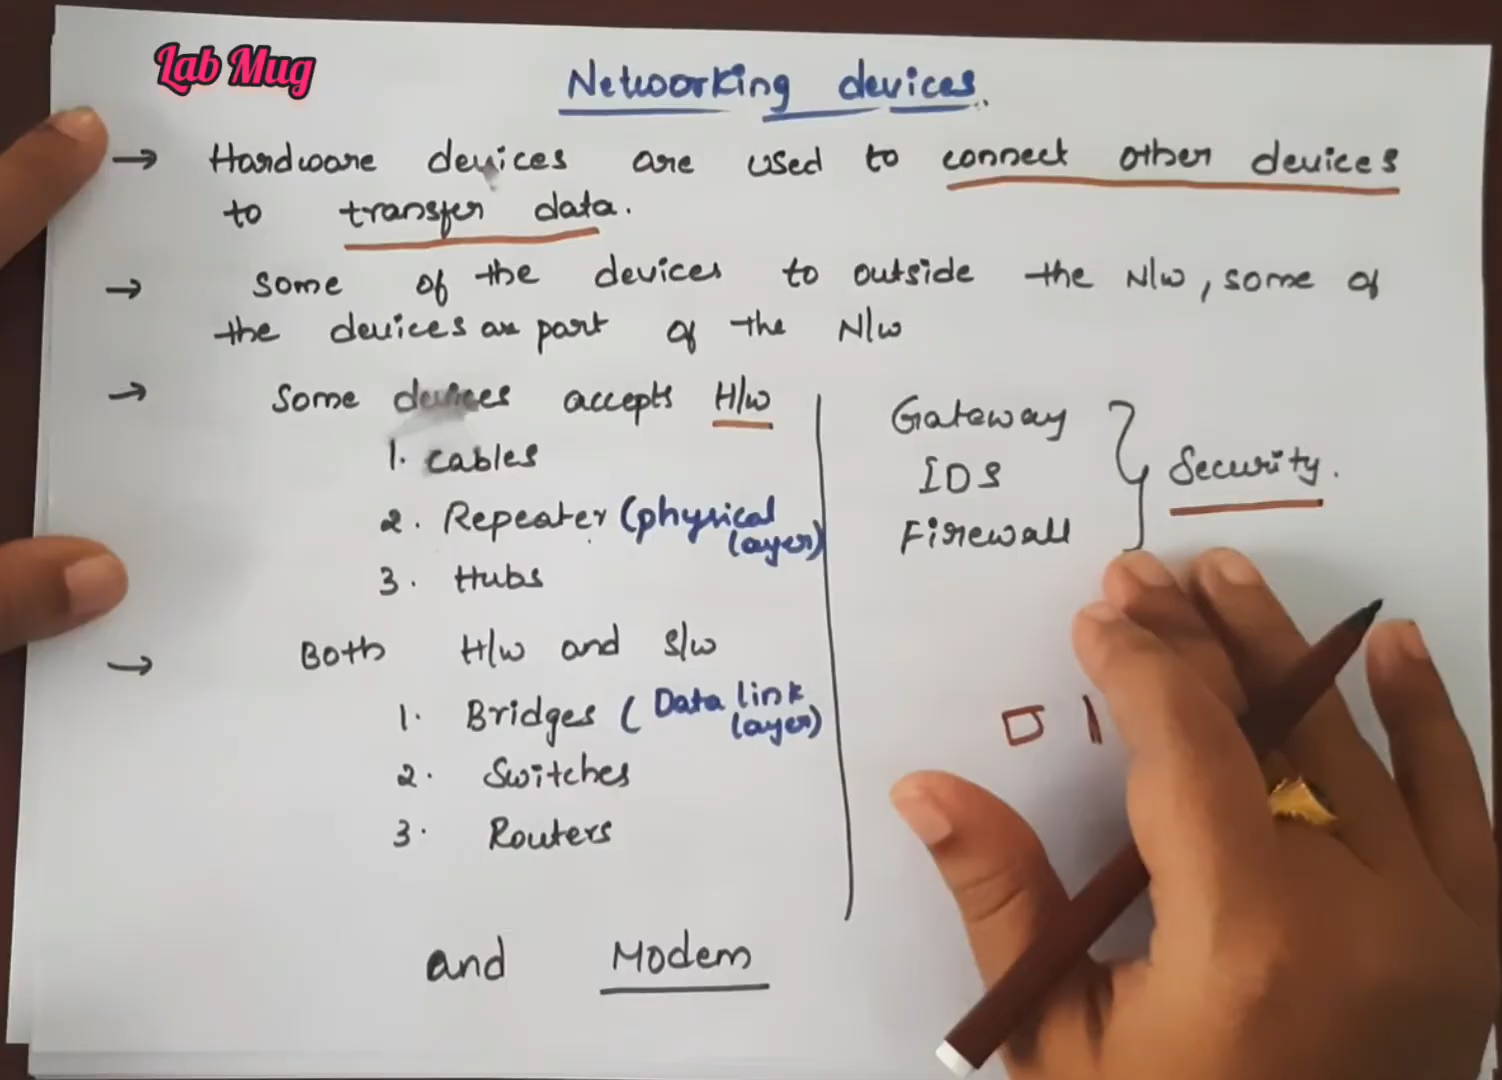 Lab Mug
Networking devices
→ Hardware devices are used to connect other devices
to transfer data.
→ Some of the devices to outside the N/w, some of
the devices are part of the N/w
→ Some devices accepts H/w
1. cables
2. Repeater (physical
layer)
3. Hubs
→ Both H/w and S/w
1. Bridges ( Data link
layer)
2. Switches
3. Routers
and Modem
Gateway
IDS
Firewall
Security.